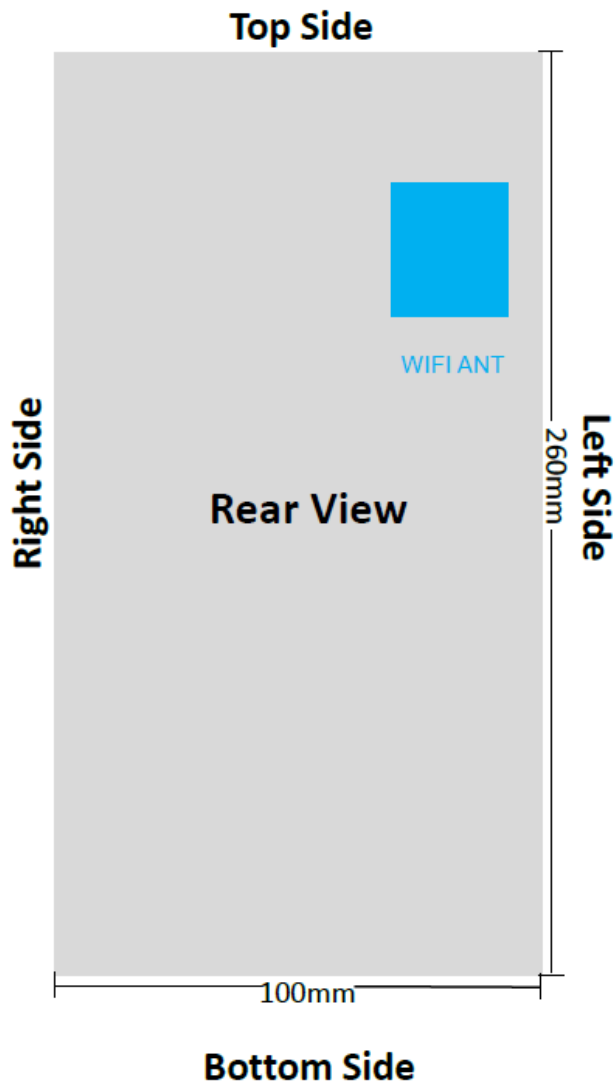 Top Side
WIFI ANT
Right Side
Rear View
260mm
Left Side
100mm
Bottom Side